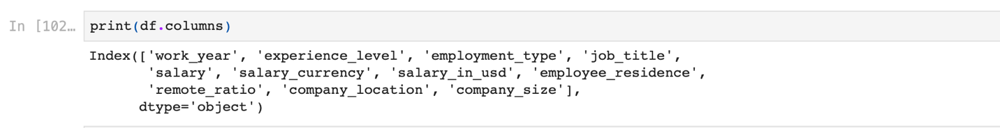 In [102… print(df.columns)
Index(['work_year', 'experience_level', 'employment_type', 'job_title',
'salary', 'salary_currency', 'salary_in_usd', 'employee_residence',
'remote_ratio', 'company_location', 'company_size'],
dtype='object')